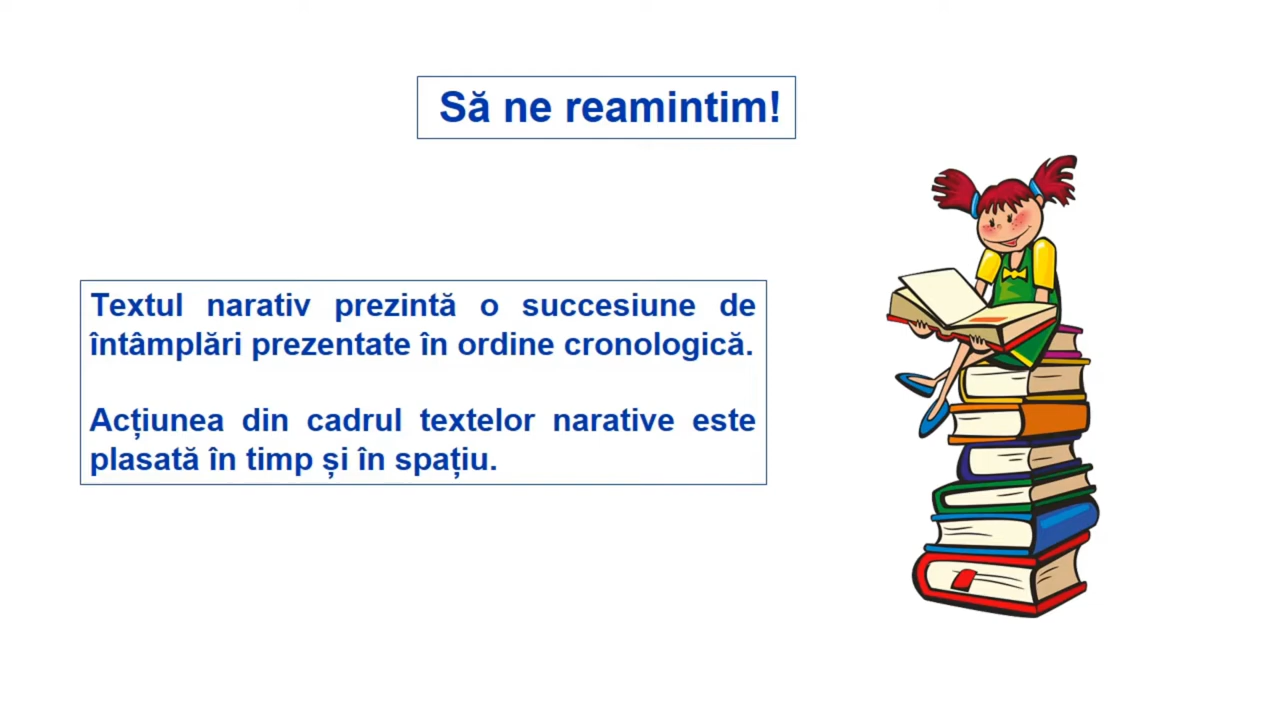 Să ne reamintim!
Textul narativ prezintă o succesiune de
întâmplări prezentate în ordine cronologică.
Acțiunea din cadrul textelor narative este
plasată în timp și în spațiu.